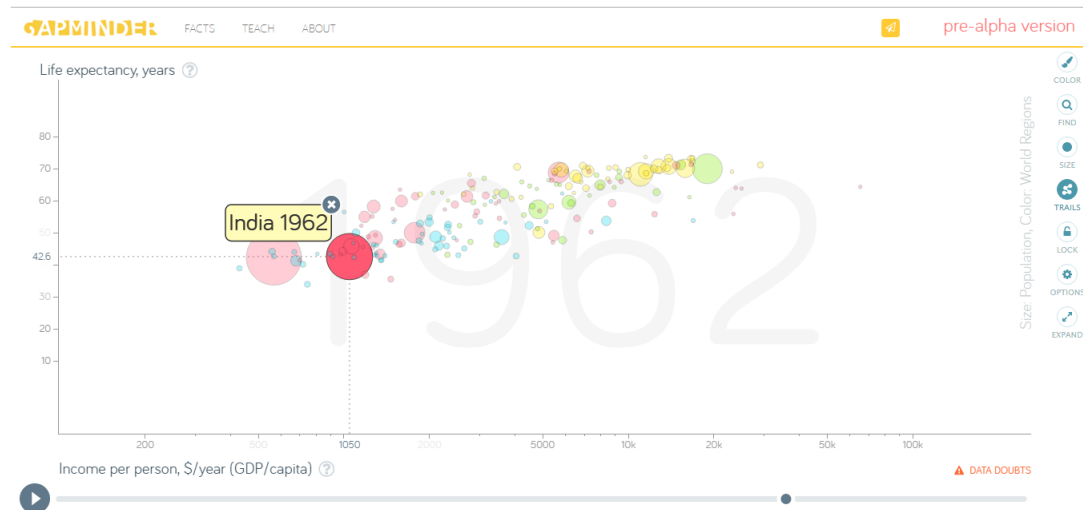 GAPMINDER FACTS TEACH ABOUT pre-alpha version
Life expectancy, years ?
COLOR
FIND
SIZE
TRAILS
LOCK
OPTIONS
EXPAND
Size: Population, Color: World Regions
80
70
60
50
42.6
30
20
10
India 1962
1962
200 500 1050 2000 5000 10k 20k 50k 100k
Income per person, $/year (GDP/capita) ?
DATA DOUBTS